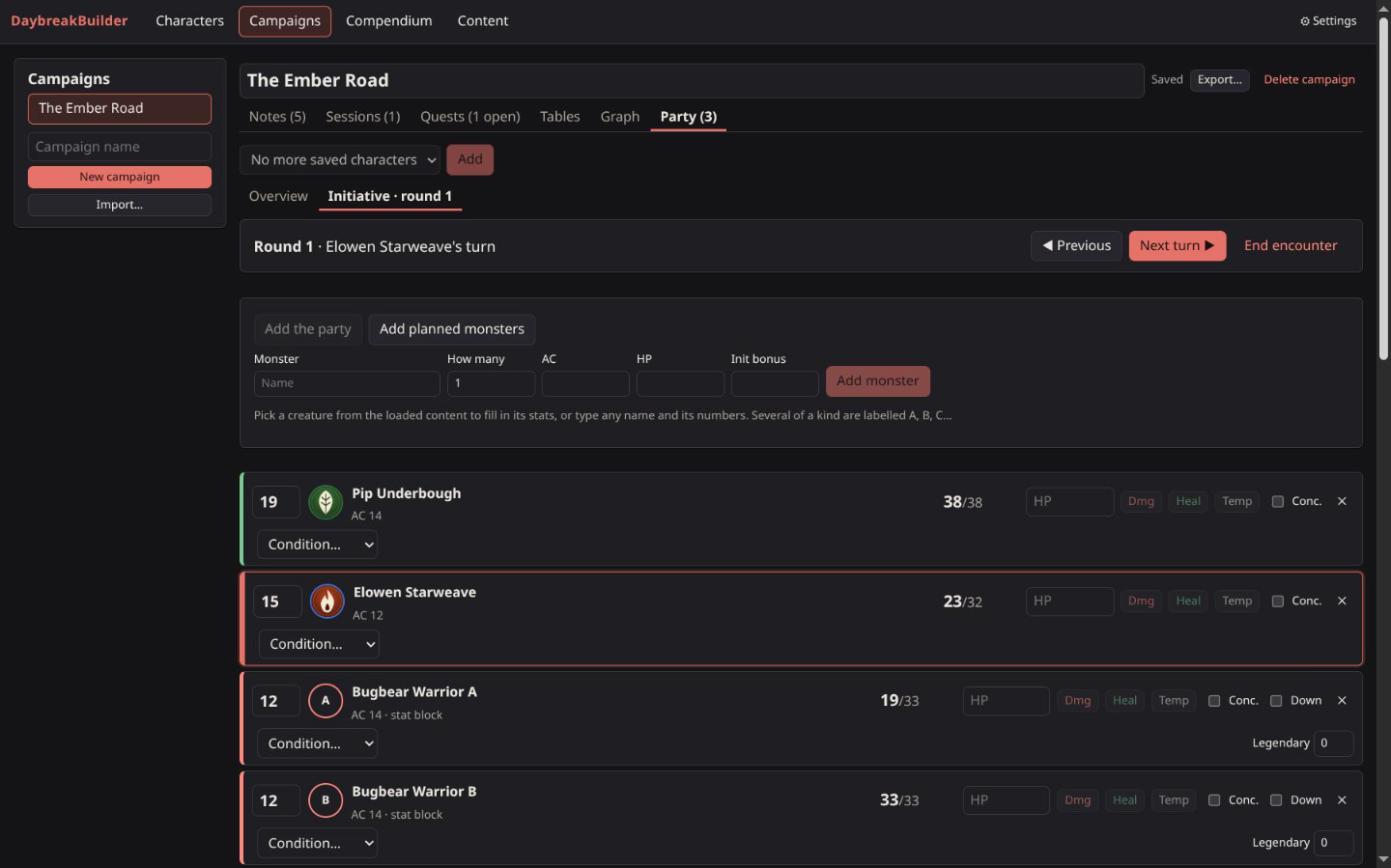 DaybreakBuilder Characters Campaigns Compendium Content ⚙ Settings
Campaigns
The Ember Road
Campaign name
New campaign
Import...
The Ember Road Saved Export... Delete campaign
Notes (5) Sessions (1) Quests (1 open) Tables Graph Party (3)
No more saved characters Add
Overview Initiative · round 1
Round 1 · Elowen Starweave's turn ◀ Previous Next turn ▶ End encounter
Add the party Add planned monsters
Monster How many AC HP Init bonus
Name 1 Add monster
Pick a creature from the loaded content to fill in its stats, or type any name and its numbers. Several of a kind are labelled A, B, C...
19 Pip Underbough 38/38 HP Dmg Heal Temp Conc. ×
AC 14
Condition...
15 Elowen Starweave 23/32 HP Dmg Heal Temp Conc. ×
AC 12
Condition...
12 A Bugbear Warrior A 19/33 HP Dmg Heal Temp Conc. Down ×
AC 14 · stat block
Condition... Legendary 0
12 B Bugbear Warrior B 33/33 HP Dmg Heal Temp Conc. Down ×
AC 14 · stat block
Condition... Legendary 0